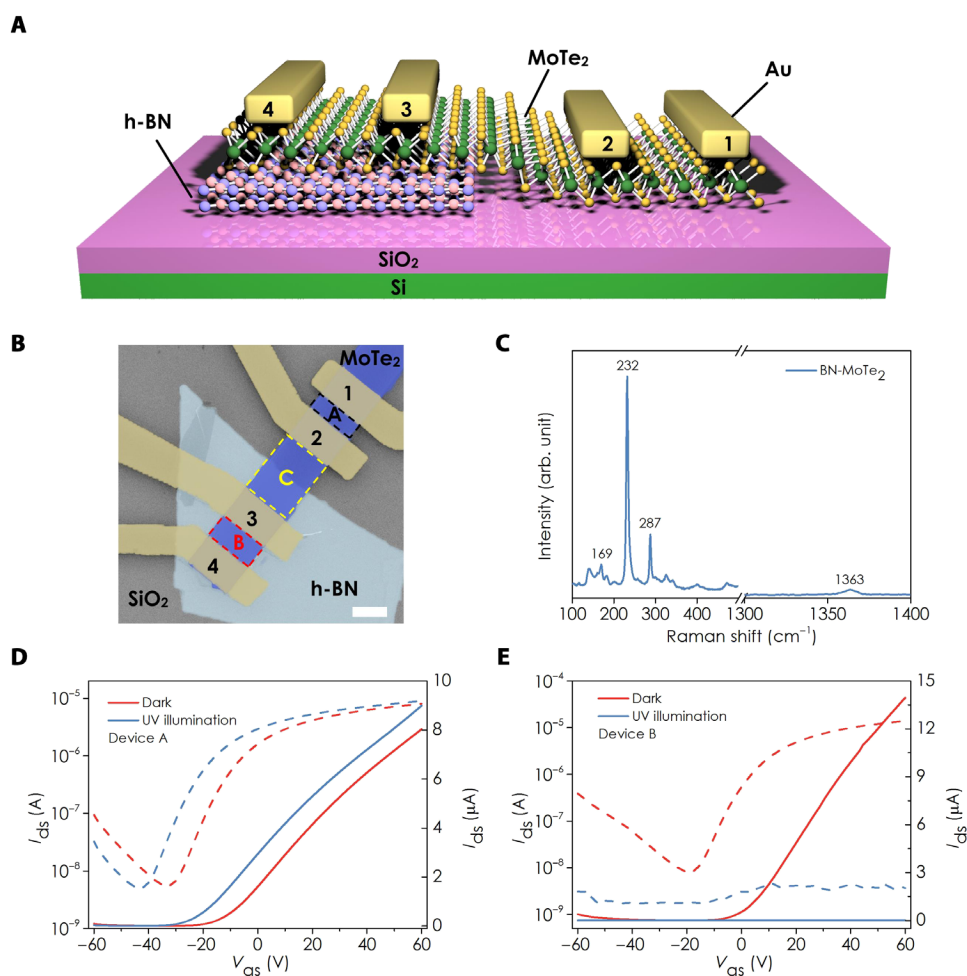 A
MoTe₂
Au
4
3
2
1
h-BN
SiO₂
Si
B
MoTe₂
1
A
2
C
3
B
4
SiO₂
h-BN
C
232
BN-MoTe₂
287
169
1363
Intensity (arb. unit)
100 200 300 400 1300 1350 1400
Raman shift (cm⁻¹)
D
Dark
UV illumination
Device A
10⁻⁵
10⁻⁶
10⁻⁷
10⁻⁸
10⁻⁹
Ids (A)
10
8
6
4
2
0
Ids (μA)
−60 −40 −20 0 20 40 60
Vgs (V)
E
Dark
UV illumination
Device B
10⁻⁴
10⁻⁵
10⁻⁶
10⁻⁷
10⁻⁸
10⁻⁹
Ids (A)
15
12
9
6
3
0
Ids (μA)
−60 −40 −20 0 20 40 60
Vgs (V)